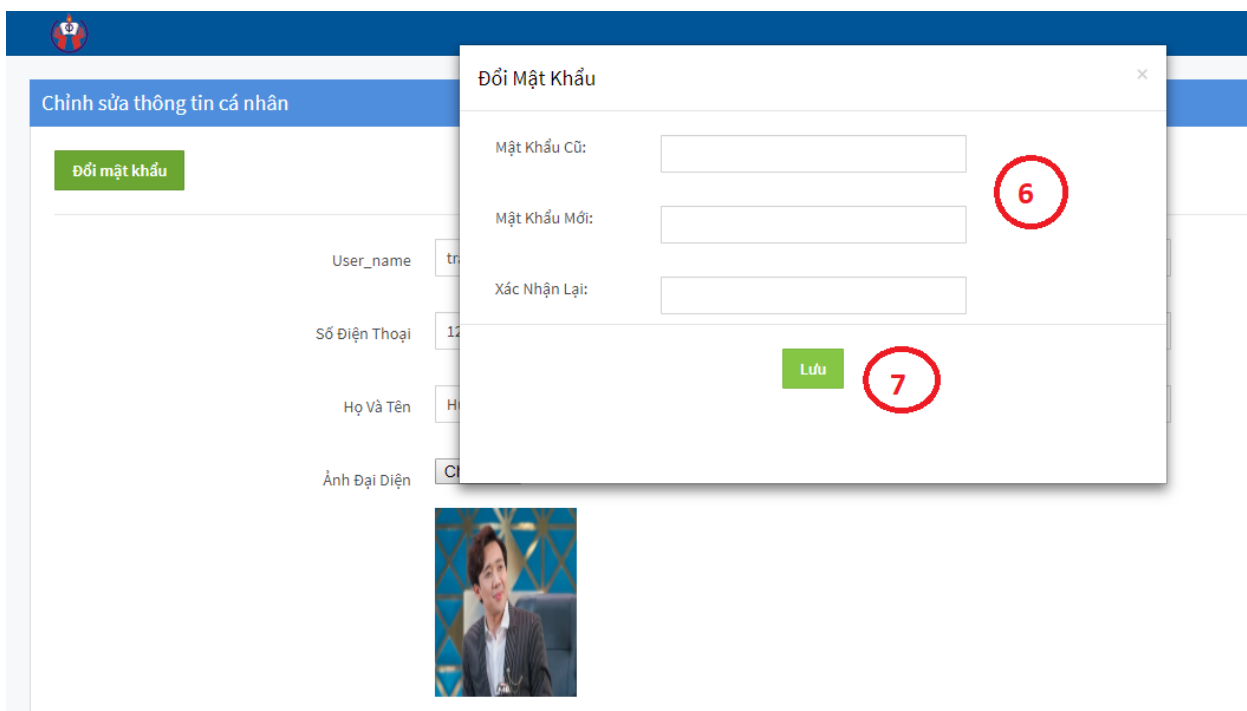 Đổi Mật Khẩu ×
Chỉnh sửa thông tin cá nhân
Mật Khẩu Cũ:
Đổi mật khẩu
6
Mật Khẩu Mới:
User_name
Xác Nhận Lại:
Số Điện Thoại 12
Lưu
7
Họ Và Tên
Ảnh Đại Diện